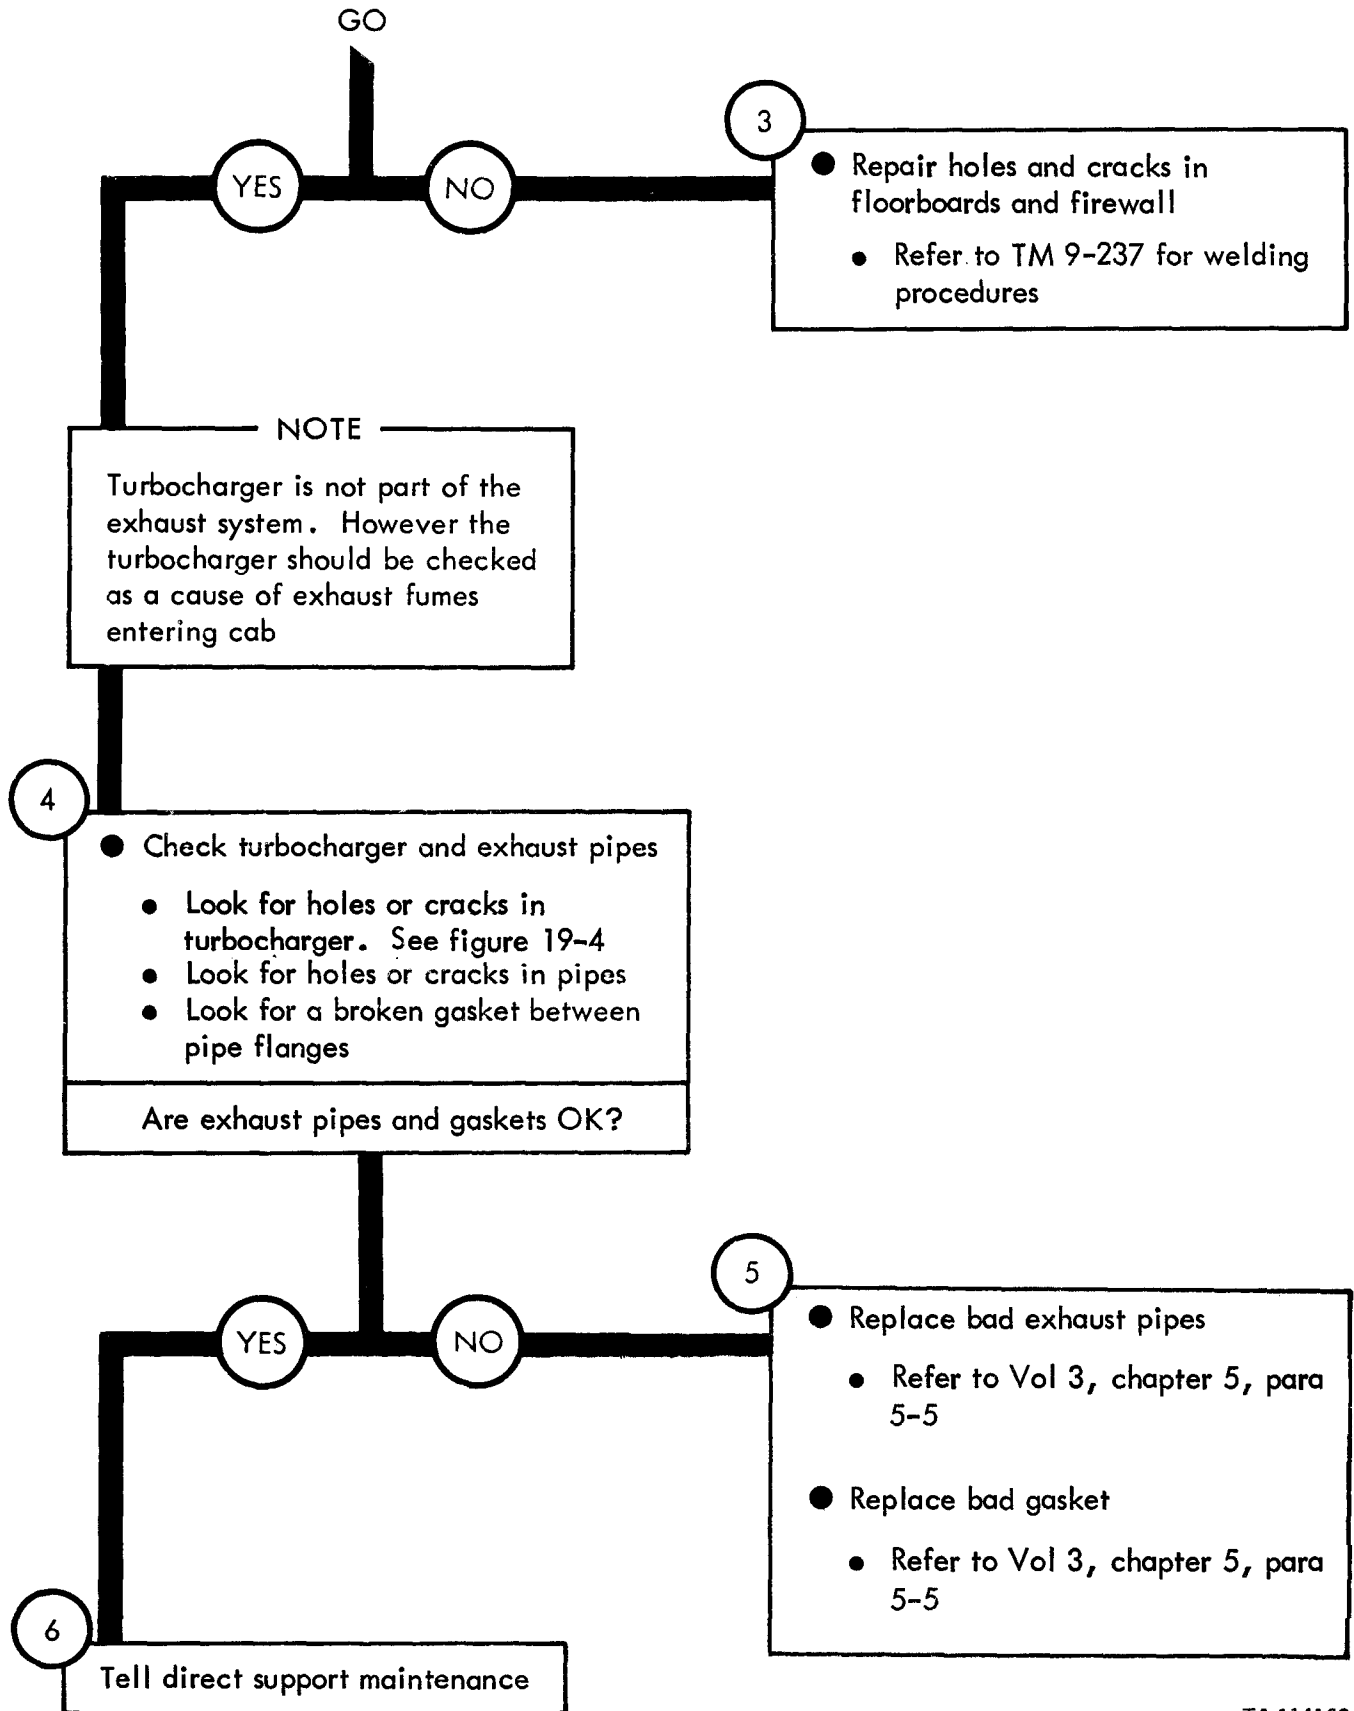 GO
YES
NO
3
● Repair holes and cracks in
floorboards and firewall
● Refer to TM 9-237 for welding
procedures
NOTE
Turbocharger is not part of the
exhaust system. However the
turbocharger should be checked
as a cause of exhaust fumes
entering cab
4
● Check turbocharger and exhaust pipes
● Look for holes or cracks in
turbocharger. See figure 19-4
● Look for holes or cracks in pipes
● Look for a broken gasket between
pipe flanges
Are exhaust pipes and gaskets OK?
YES
NO
5
● Replace bad exhaust pipes
● Refer to Vol 3, chapter 5, para
5-5
● Replace bad gasket
● Refer to Vol 3, chapter 5, para
5-5
6
Tell direct support maintenance